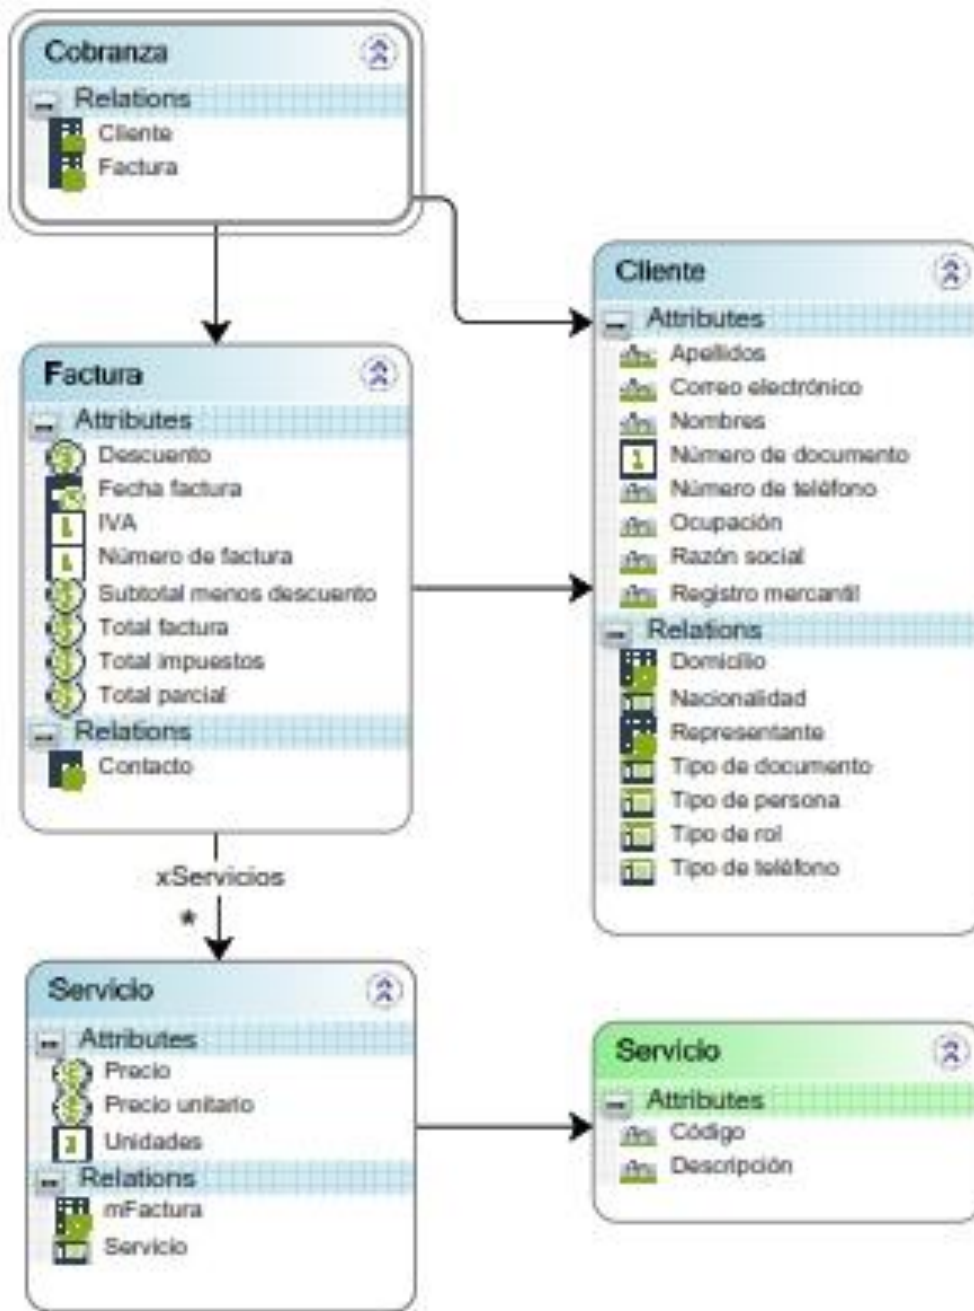 Cobranza
Relations
Cliente
Factura
Factura
Attributes
Descuento
Fecha factura
IVA
Número de factura
Subtotal menos descuento
Total factura
Total impuestos
Total parcial
Relations
Contacto
xServicios
*
Servicio
Attributes
Precio
Precio unitario
Unidades
Relations
mFactura
Servicio
Cliente
Attributes
Apellidos
Correo electrónico
Nombres
Número de documento
Número de teléfono
Ocupación
Razón social
Registro mercantil
Relations
Domicilio
Nacionalidad
Representante
Tipo de documento
Tipo de persona
Tipo de rol
Tipo de teléfono
Servicio
Attributes
Código
Descripción